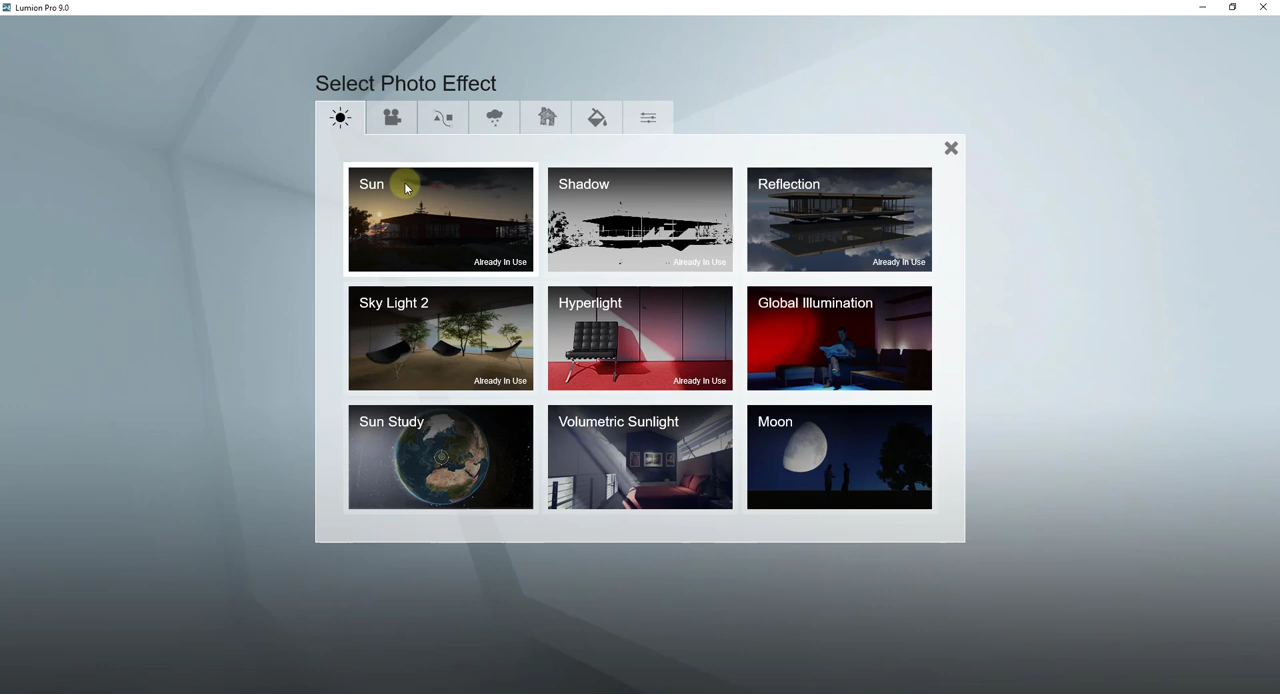 Lumion Pro 9.0
Select Photo Effect
Sun
Already In Use
Shadow
Already In Use
Reflection
Already In Use
Sky Light 2
Already In Use
Hyperlight
Already In Use
Global Illumination
Sun Study
Volumetric Sunlight
Moon